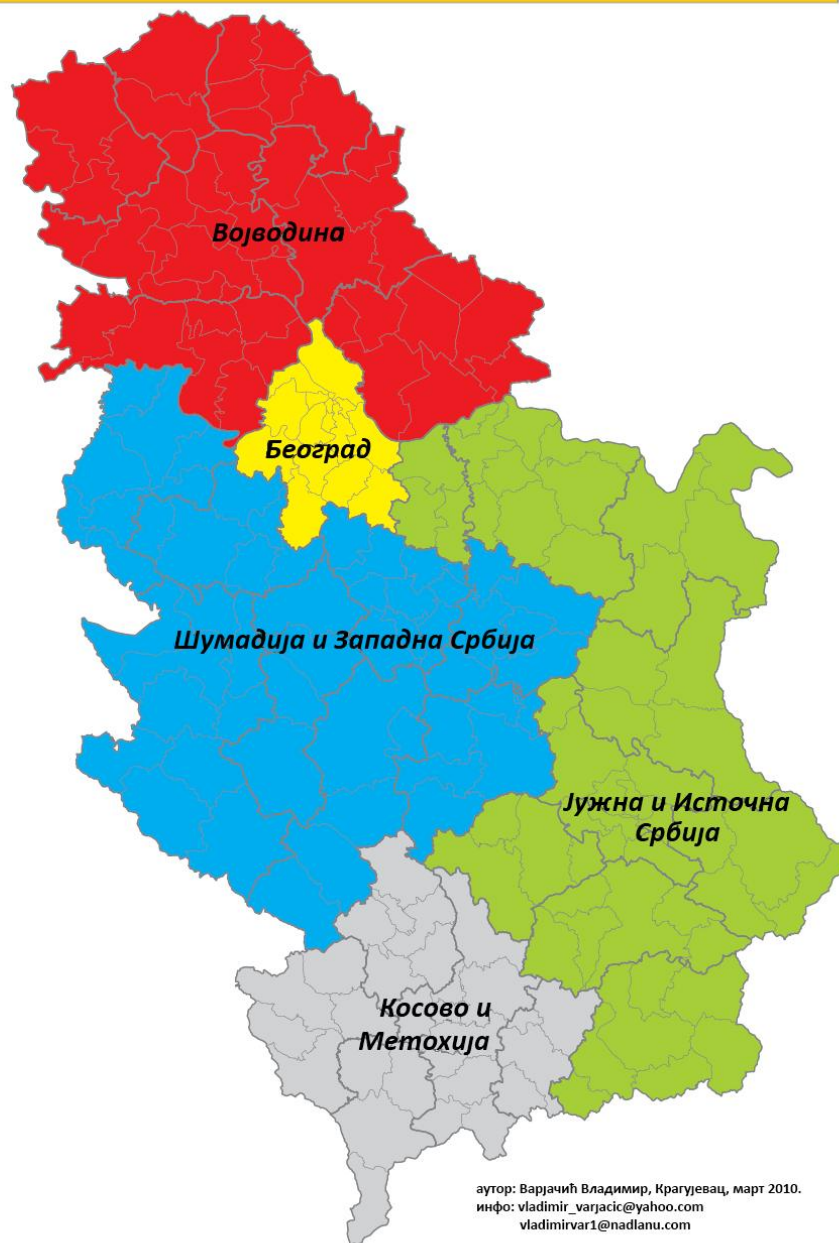 Војводина
Београд
Шумадија и Западна Србија
Јужна и Источна
Србија
Косово и
Метохија
аутор: Варјачић Владимир, Крагујевац, март 2010.
инфо: vladimir_varjacic@yahoo.com
vladimirvar1@nadlanu.com